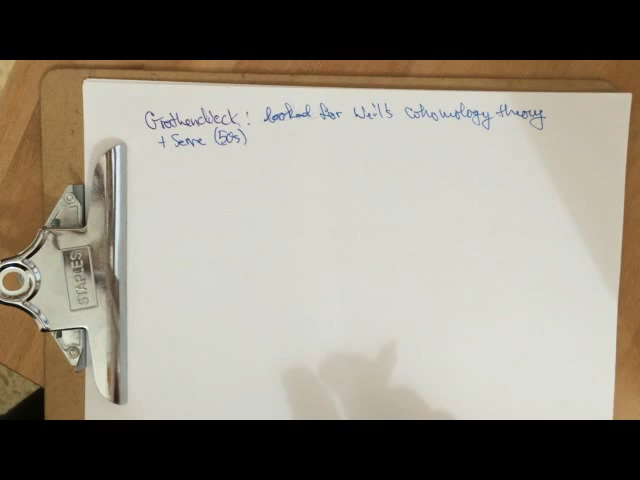 Grothendieck: looked for Weil's cohomology theory
+ Serre (50s)
STAPLES